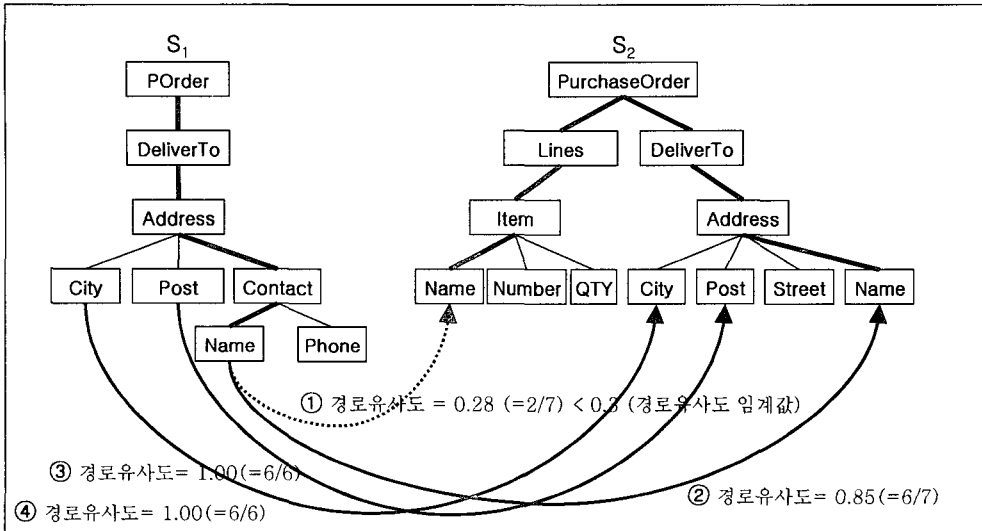 S1
S2
POrder
PurchaseOrder
DeliverTo
Lines
DeliverTo
Address
Item
Address
City
Post
Contact
Name
Number
QTY
City
Post
Street
Name
Name
Phone
① 경로유사도 = 0.28 (=2/7) < 0.3 (경로유사도 임계값)
③ 경로유사도= 1.00(=6/6)
② 경로유사도= 0.85(=6/7)
④ 경로유사도= 1.00(=6/6)